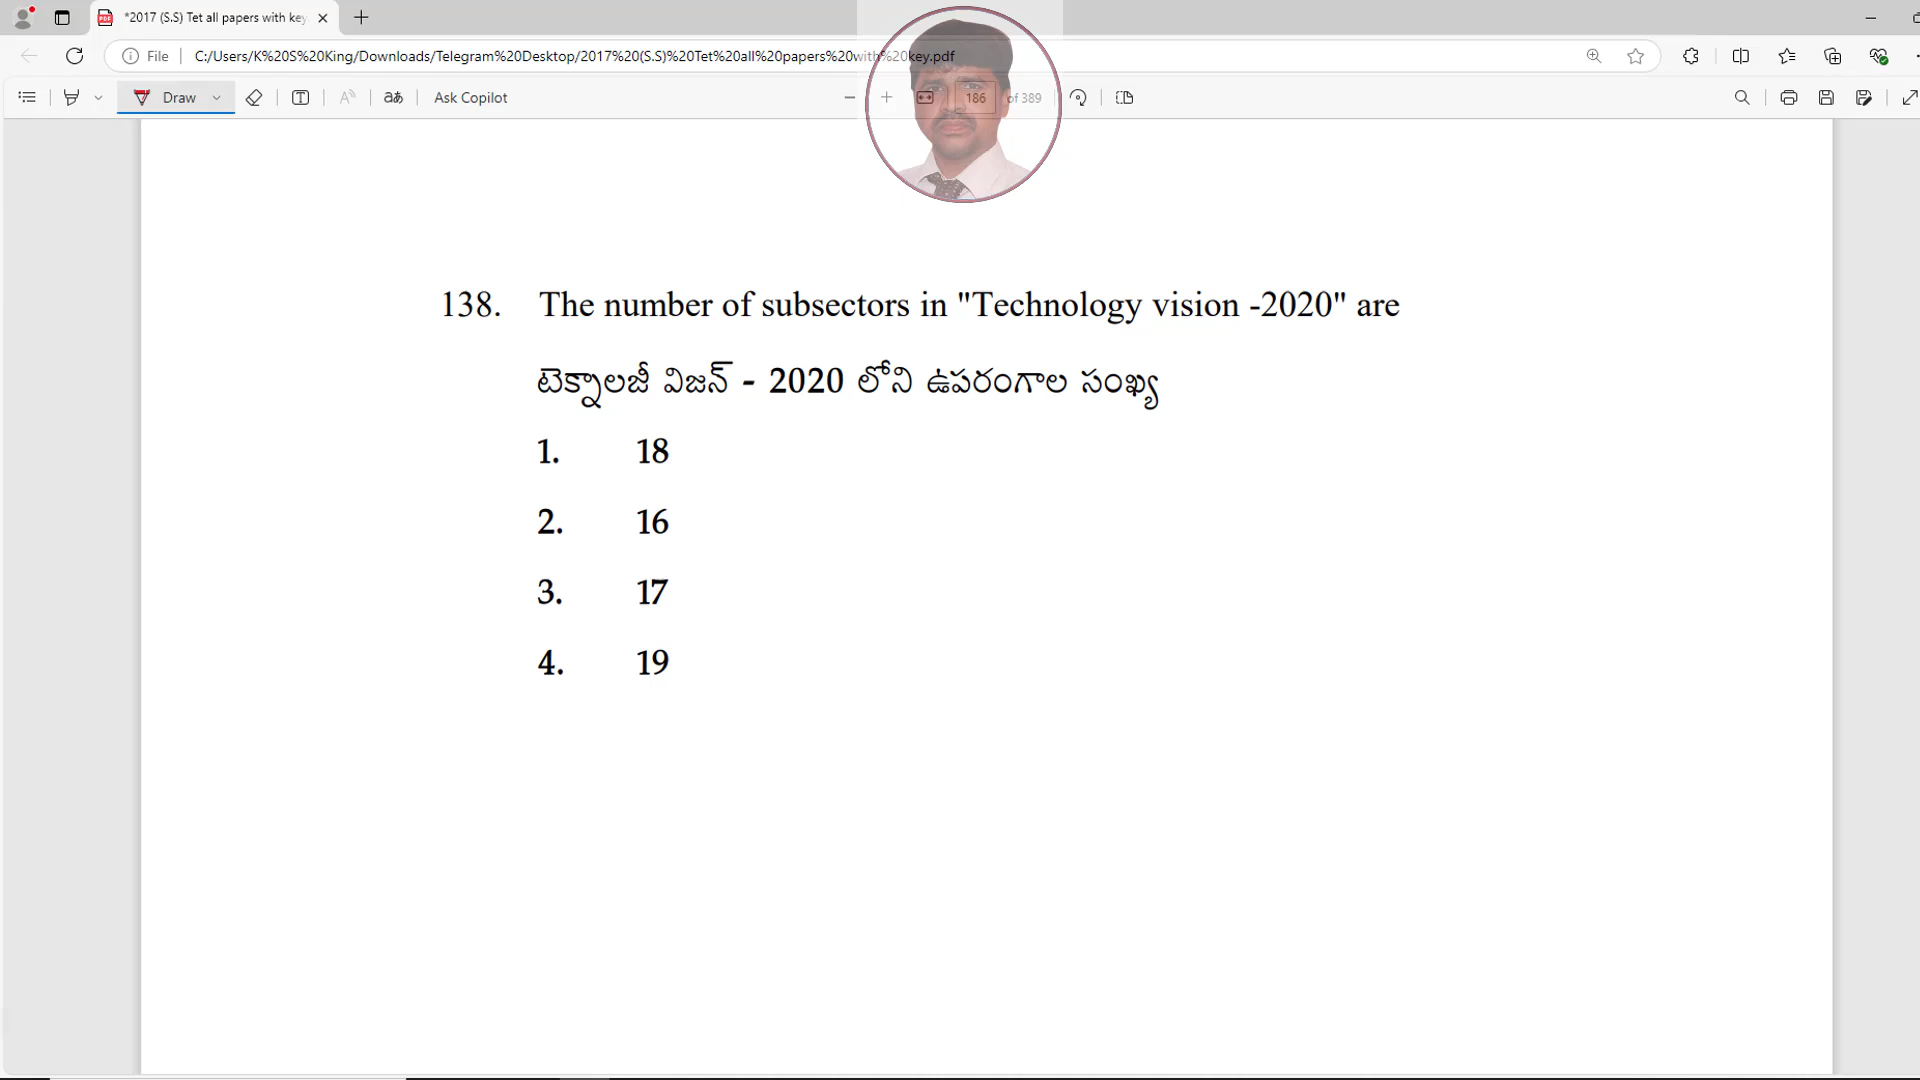 *2017 (S.S) Tet all papers with key
File C:/Users/K%20S%20King/Downloads/Telegram%20Desktop/2017%20(S.S)%20Tet%20all%20papers%20with%20key.pdf
Draw Ask Copilot 186 of 389
138. The number of subsectors in "Technology vision -2020" are
టెక్నాలజీ విజన్ - 2020 లోని ఉపరంగాల సంఖ్య
1. 18
2. 16
3. 17
4. 19